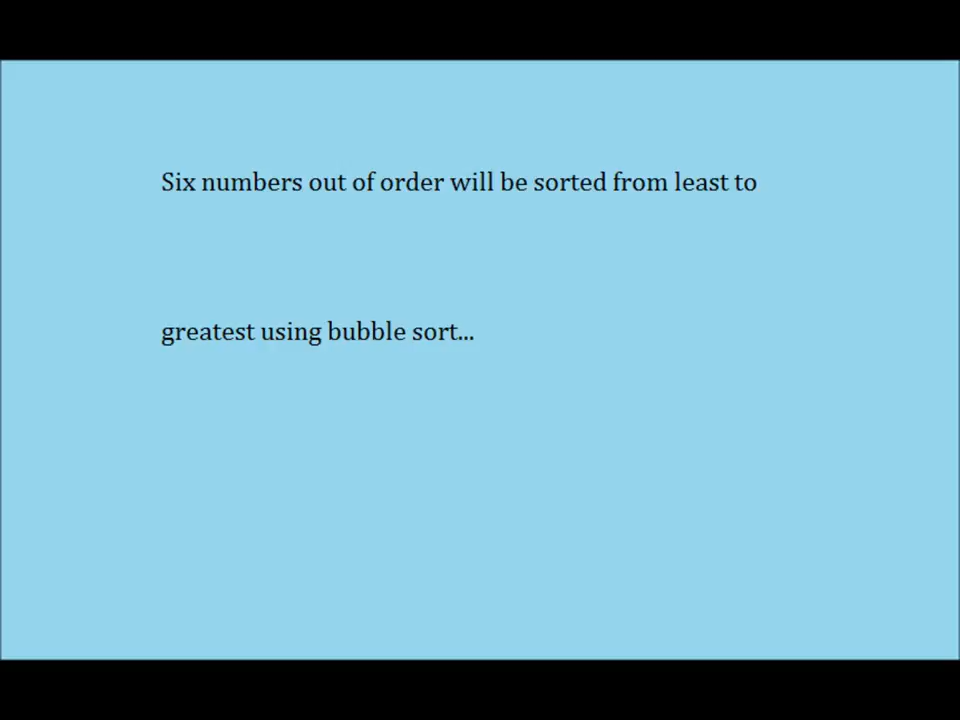 Six numbers out of order will be sorted from least to
greatest using bubble sort...